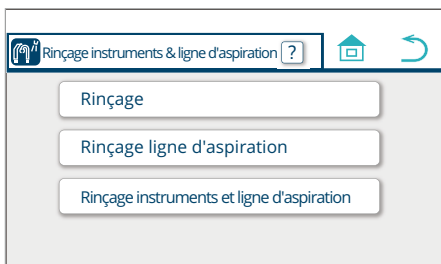 Rinçage instruments & ligne d'aspiration ?
Rinçage
Rinçage ligne d'aspiration
Rinçage instruments et ligne d'aspiration